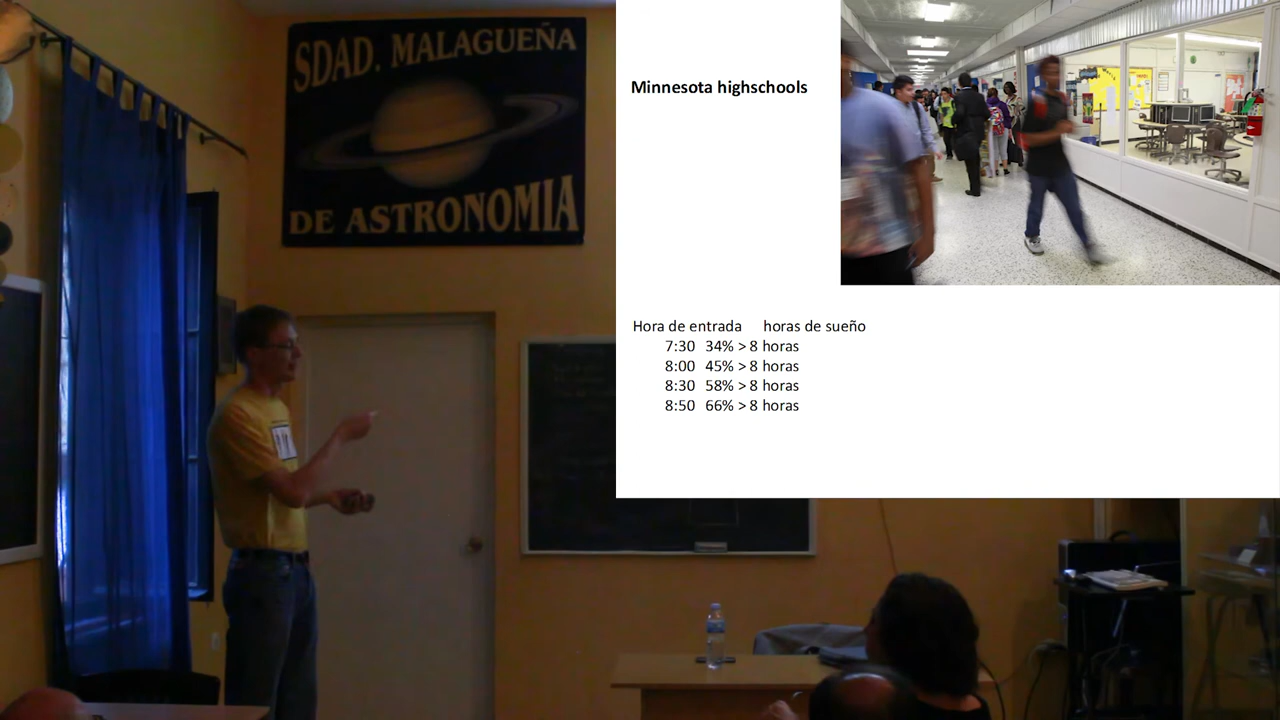 SDAD. MALAGUEÑA
DE ASTRONOMIA
Minnesota highschools
Hora de entrada horas de sueño
7:30 34% > 8 horas
8:00 45% > 8 horas
8:30 58% > 8 horas
8:50 66% > 8 horas